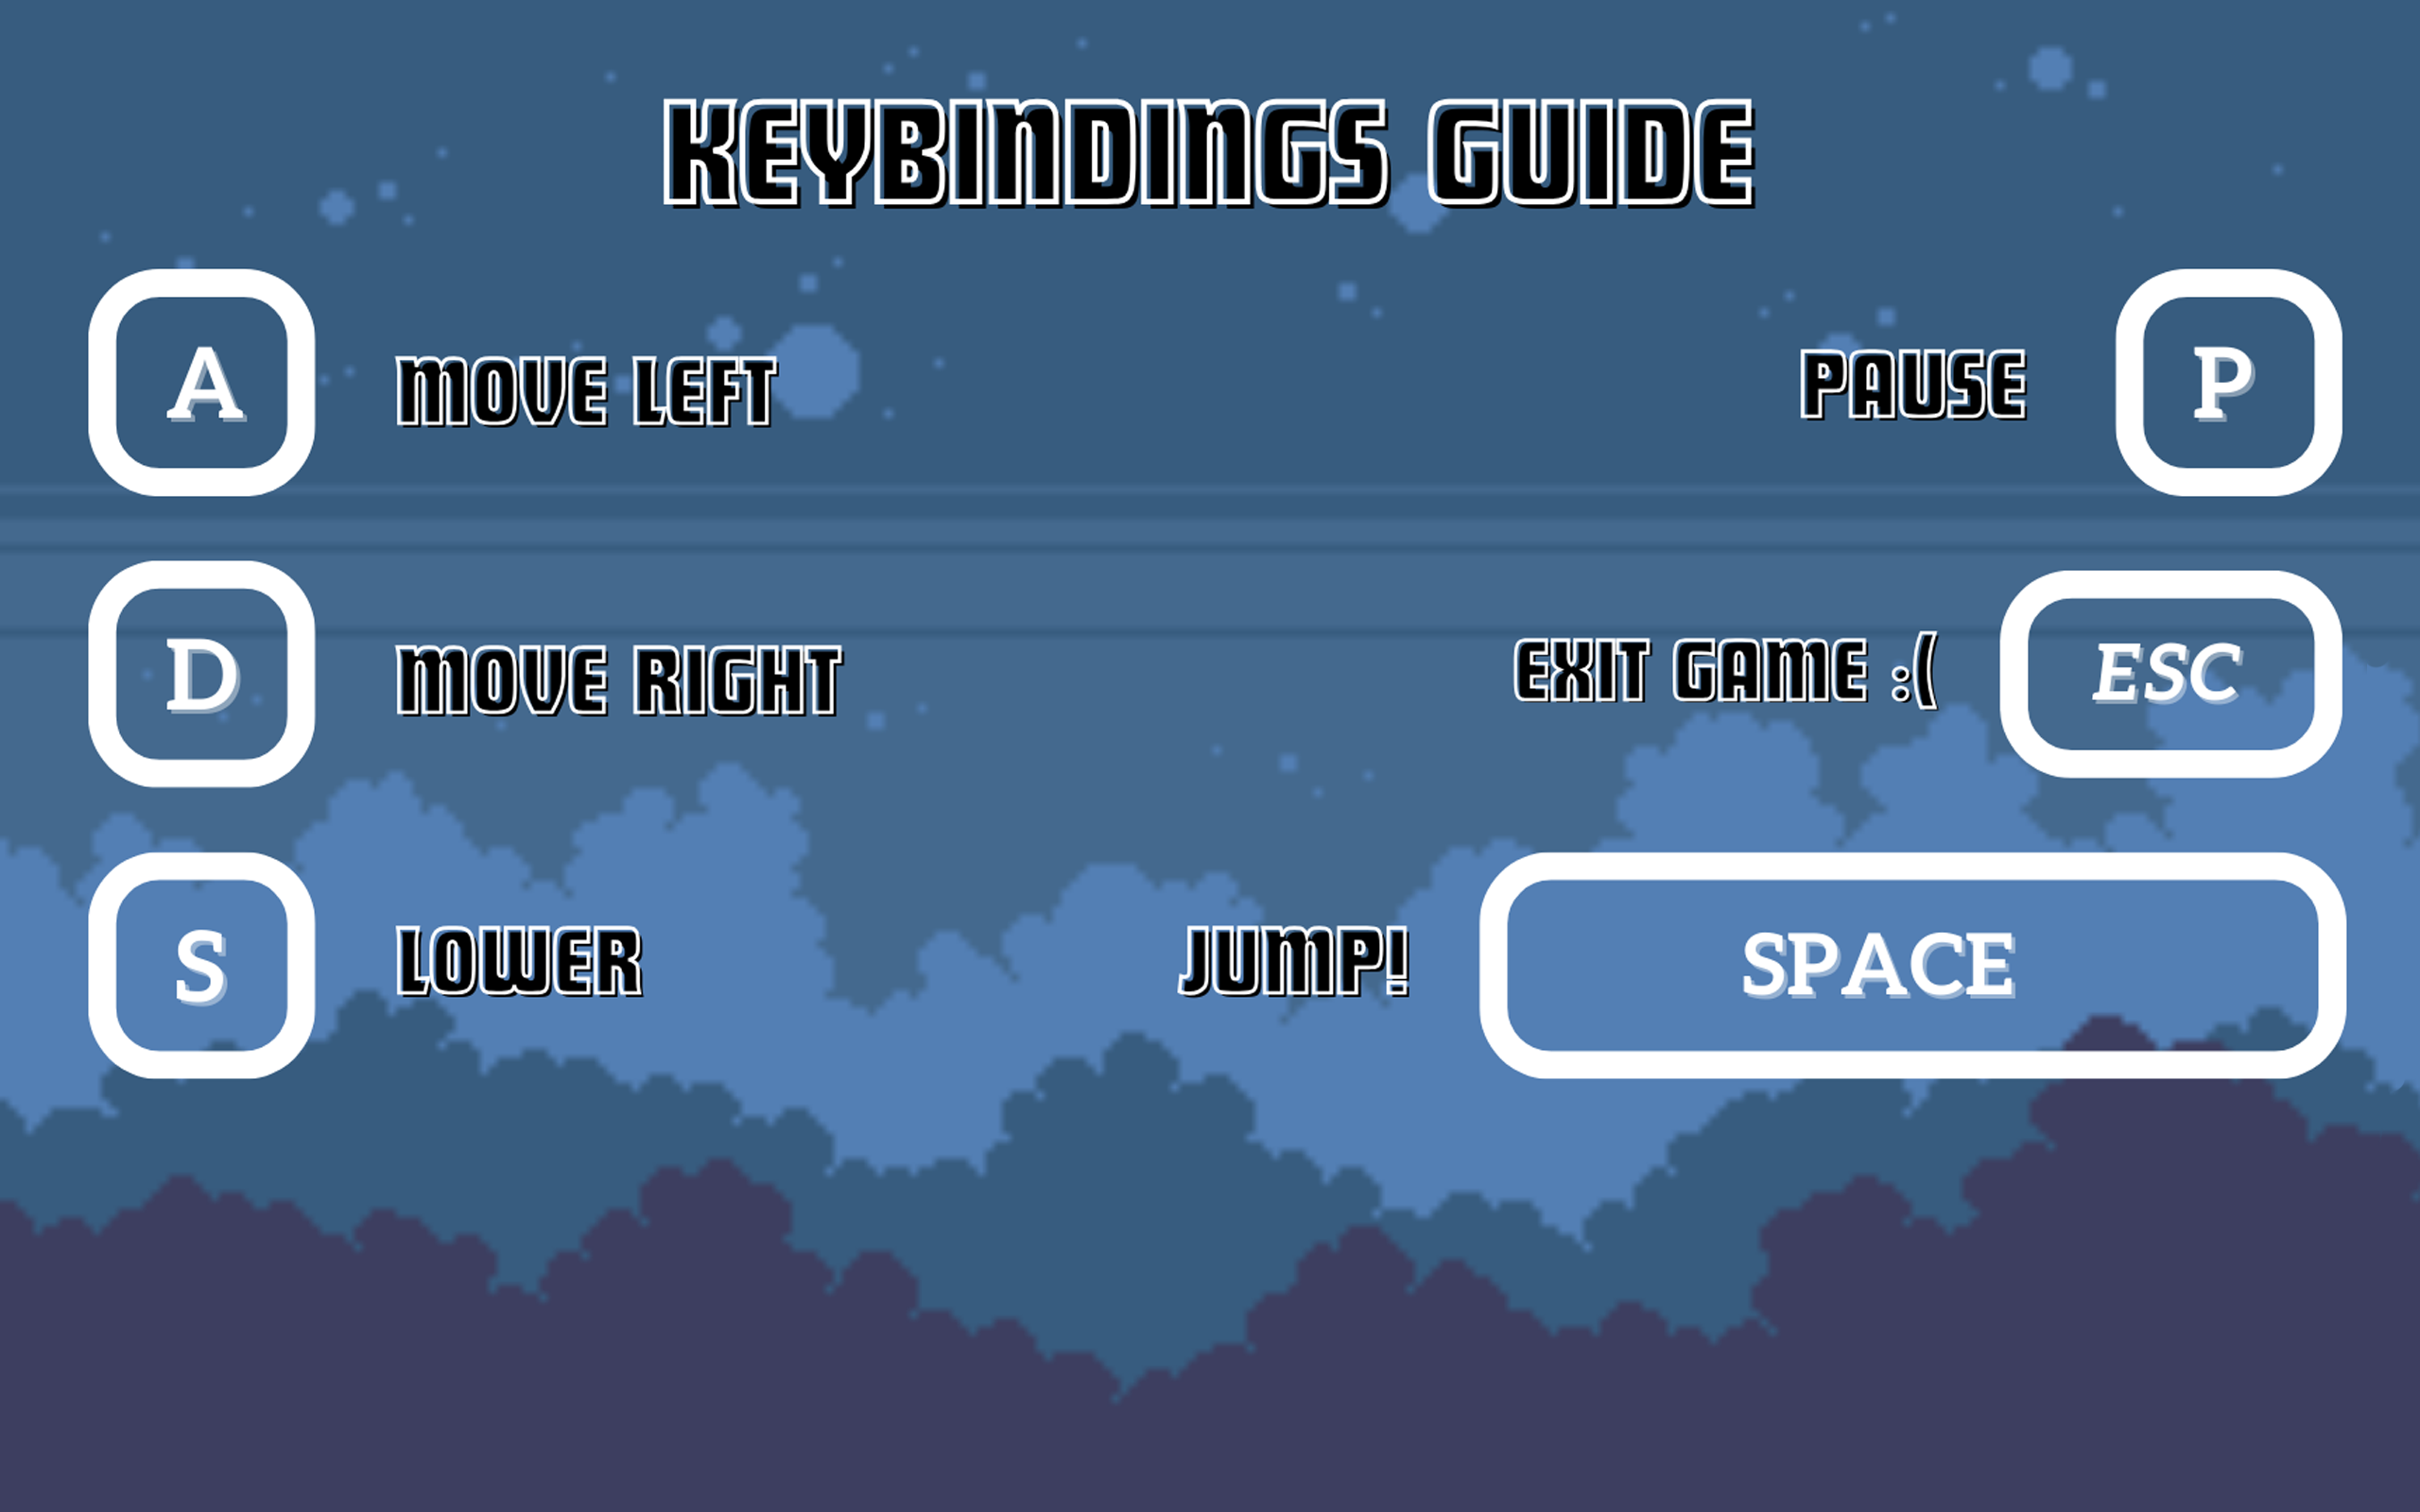 KEYBINDINGS GUIDE
A MOVE LEFT
PAUSE P
D MOVE RIGHT
EXIT GAME :( ESC
S LOWER
JUMP! SPACE